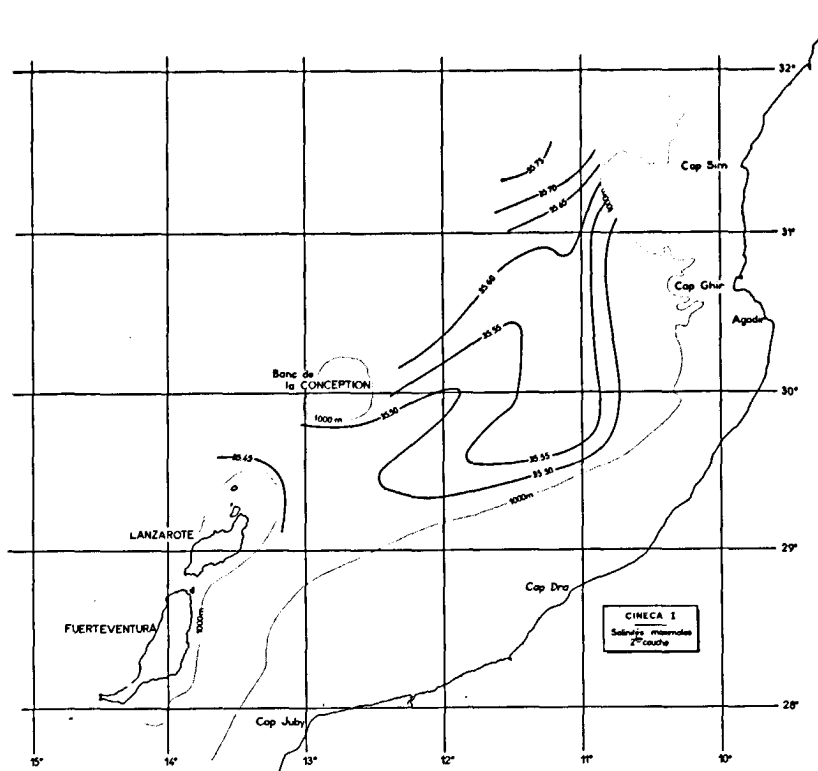 32°
Cap Sim
35.75
35.70
35.65
1000m
31°
Cap Ghir
35.60
Agadir
35.55
Banc de
la CONCEPTION
30°
1000 m
35.50
35.45
35.55
35.50
1000m
LANZAROTE
29°
Cap Dra
CINECA I
Salinités maximales
2ème couche
FUERTEVENTURA
1000m
28°
Cap Juby
15°
14°
13°
12°
11°
10°